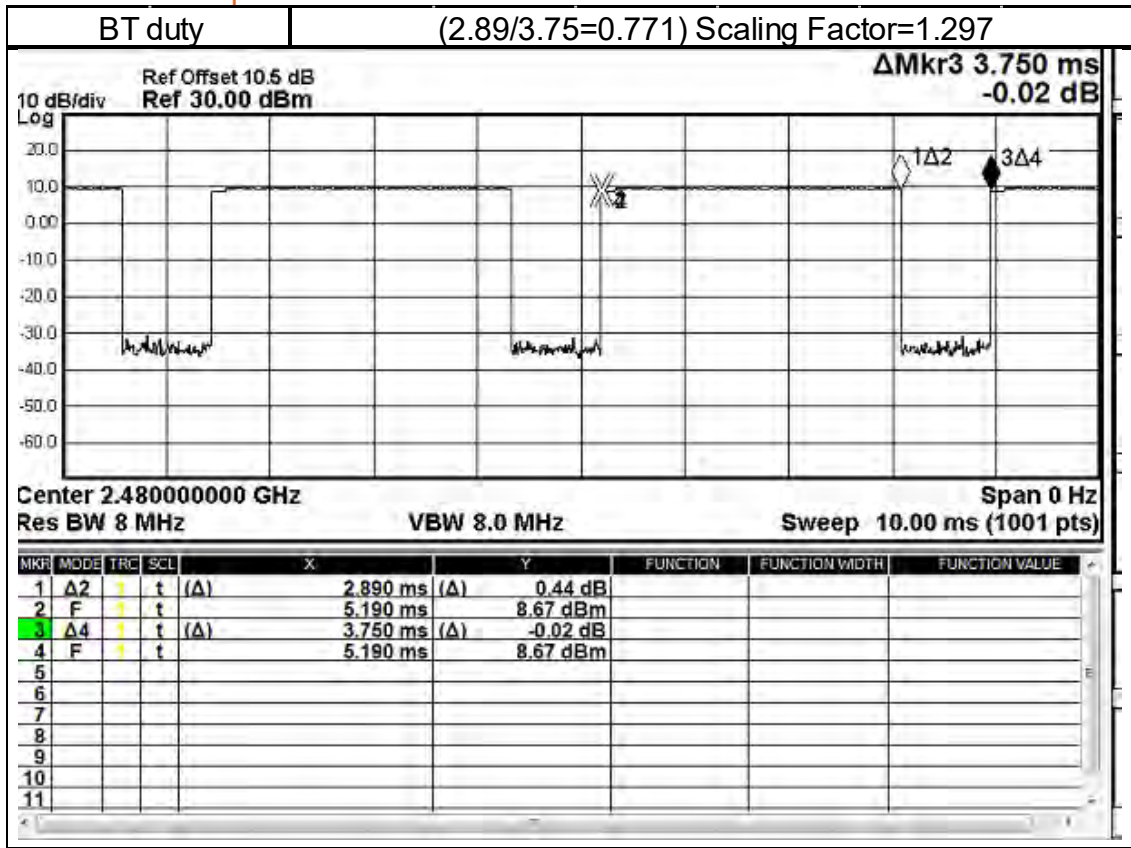 BT duty (2.89/3.75=0.771) Scaling Factor=1.297
Ref Offset 10.5 dB ΔMkr3 3.750 ms
10 dB/div Ref 30.00 dBm -0.02 dB
Log
20.0
1Δ2 3Δ4
10.0
0.00
-10.0
-20.0
-30.0
-40.0
-50.0
-60.0
Center 2.480000000 GHz Span 0 Hz
Res BW 8 MHz VBW 8.0 MHz Sweep 10.00 ms (1001 pts)
MKR MODE TRC SCL X Y FUNCTION FUNCTION WIDTH FUNCTION VALUE
1 Δ2 1 t (Δ) 2.890 ms (Δ) 0.44 dB
2 F 1 t 5.190 ms 8.67 dBm
3 Δ4 1 t (Δ) 3.750 ms (Δ) -0.02 dB
4 F 1 t 5.190 ms 8.67 dBm
5
6
7
8
9
10
11